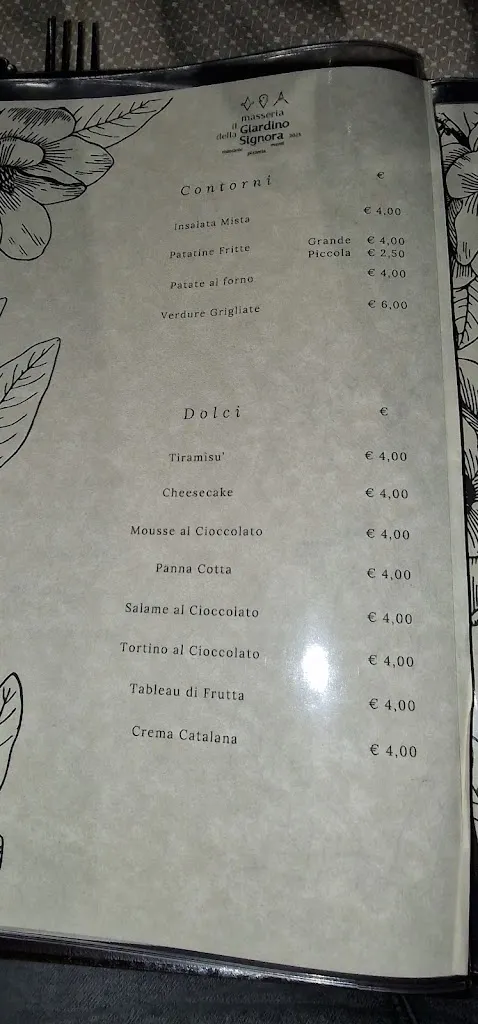 masseria
il Giardino
della Signora
Contorni €
Insalata Mista € 4,00
Patatine Fritte Grande € 4,00
Piccola € 2,50
Patate al forno € 4,00
Verdure Grigliate € 6,00
Dolci €
Tiramisu' € 4,00
Cheesecake € 4,00
Mousse al Cioccolato € 4,00
Panna Cotta € 4,00
Salame al Cioccolato € 4,00
Tortino al Cioccolato € 4,00
Tableau di Frutta € 4,00
Crema Catalana € 4,00